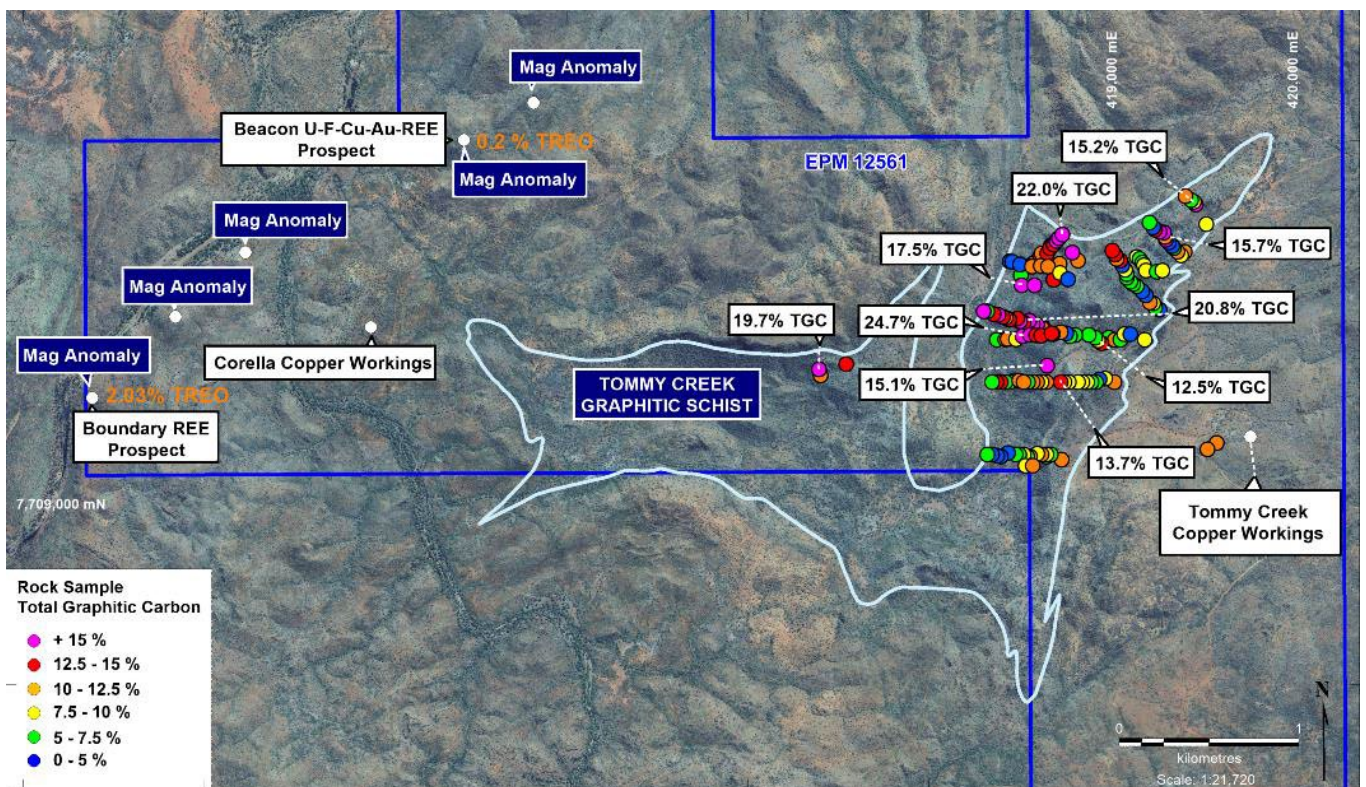 419,000 mE
420,000 mE
Mag Anomaly
Beacon U-F-Cu-Au-REE
Prospect
0.2 % TREO
Mag Anomaly
EPM 12561
15.2% TGC
22.0% TGC
Mag Anomaly
17.5% TGC
15.7% TGC
Mag Anomaly
19.7% TGC
24.7% TGC
20.8% TGC
Mag Anomaly
Corella Copper Workings
2.03% TREO
Boundary REE
Prospect
TOMMY CREEK
GRAPHITIC SCHIST
15.1% TGC
12.5% TGC
13.7% TGC
7,709,000 mN
Tommy Creek
Copper Workings
Rock Sample
Total Graphitic Carbon
+ 15 %
12.5 - 15 %
10 - 12.5 %
7.5 - 10 %
5 - 7.5 %
0 - 5 %
N
0 1
kilometres
Scale: 1:21,720